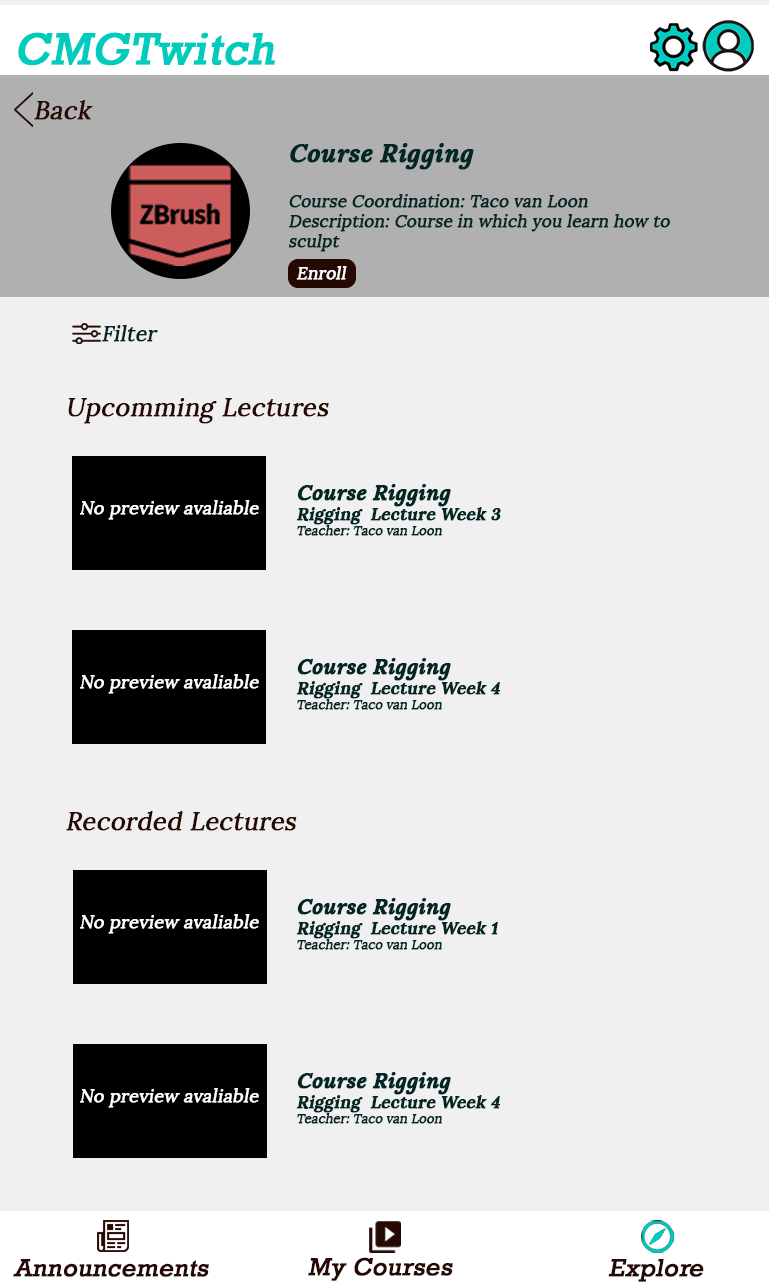 CMGTwitch
Back
Course Rigging
ZBrush
Course Coordination: Taco van Loon
Description: Course in which you learn how to
sculpt
Enroll
Filter
Upcomming Lectures
No preview avaliable
Course Rigging
Rigging Lecture Week 3
Teacher: Taco van Loon
No preview avaliable
Course Rigging
Rigging Lecture Week 4
Teacher: Taco van Loon
Recorded Lectures
No preview avaliable
Course Rigging
Rigging Lecture Week 1
Teacher: Taco van Loon
No preview avaliable
Course Rigging
Rigging Lecture Week 4
Teacher: Taco van Loon
Announcements
My Courses
Explore